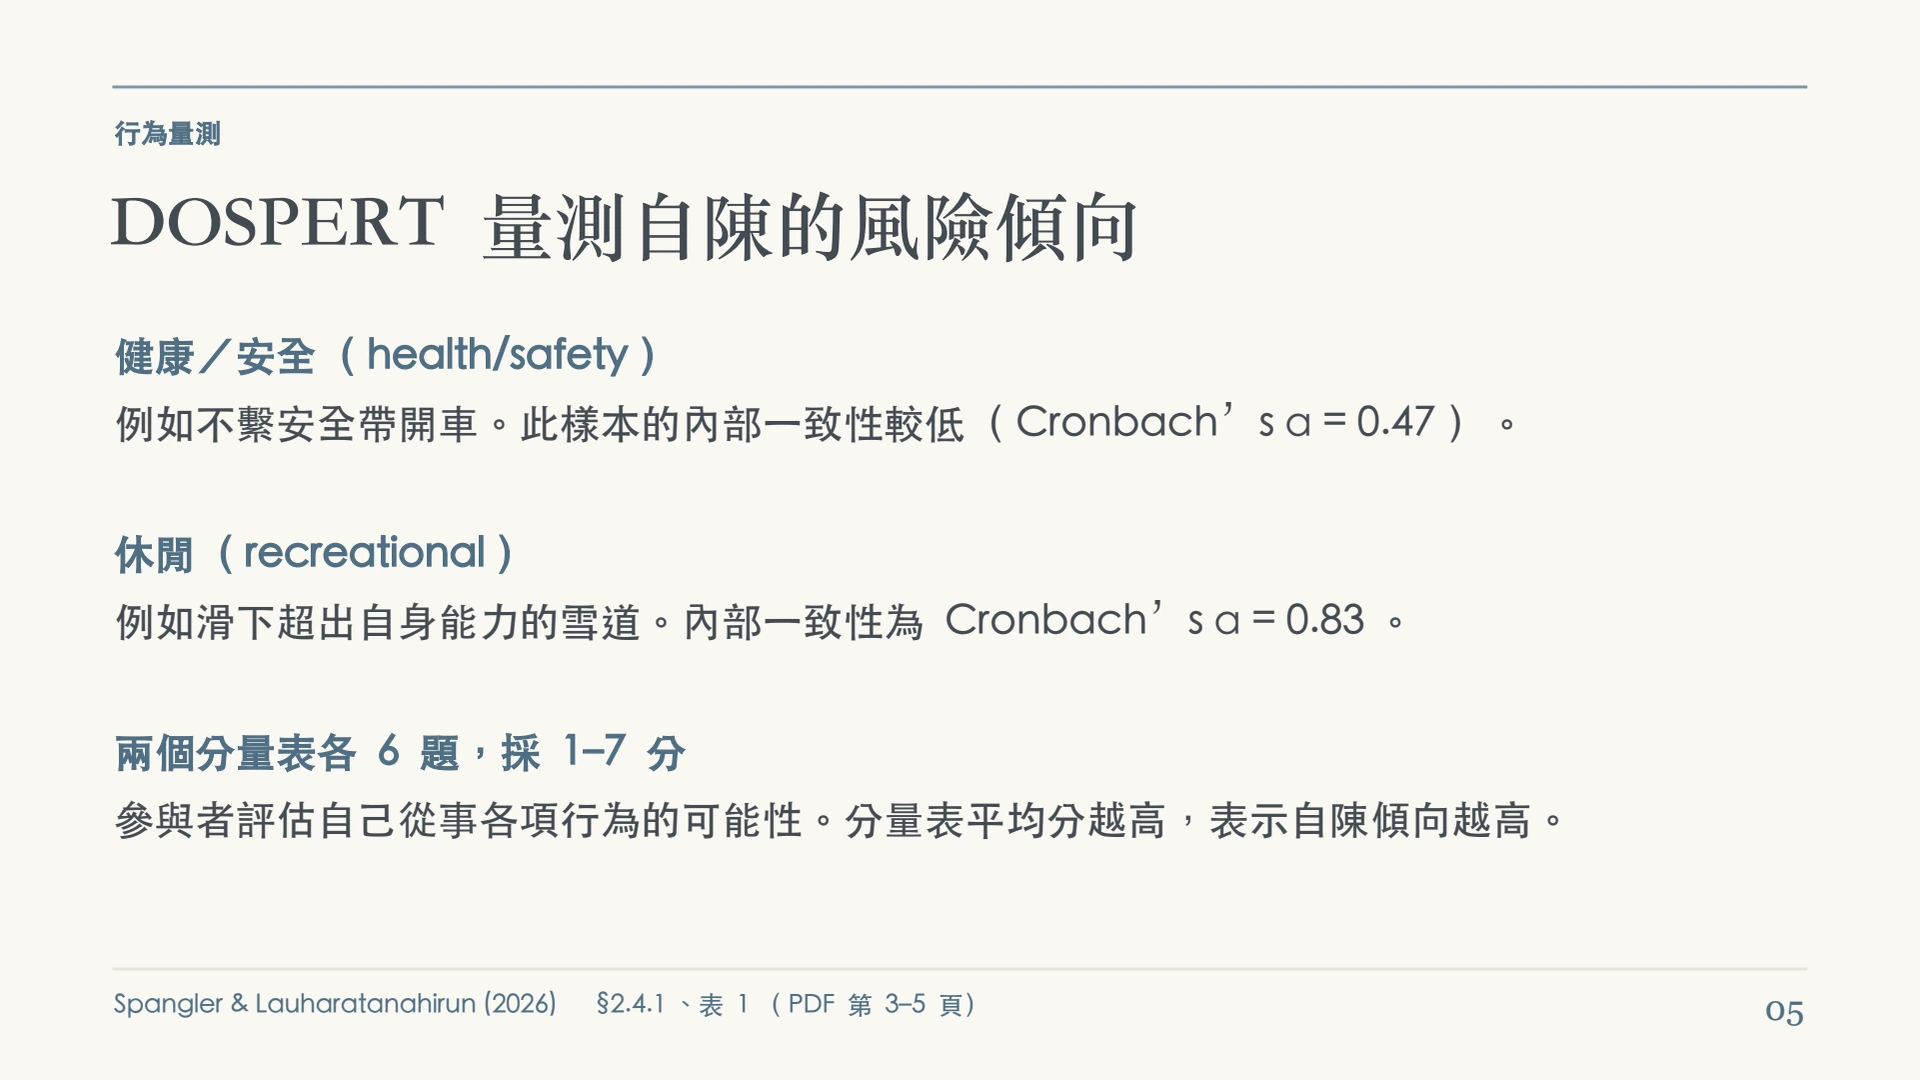 行為量測
DOSPERT 量測自陳的風險傾向
健康／安全（health/safety）
例如不繫安全帶開車。此樣本的內部一致性較低（Cronbach’s α = 0.47）。
休閒（recreational）
例如滑下超出自身能力的雪道。內部一致性為 Cronbach’s α = 0.83。
兩個分量表各 6 題，採 1–7 分
參與者評估自己從事各項行為的可能性。分量表平均分越高，表示自陳傾向越高。
Spangler & Lauharatanahirun (2026) §2.4.1、表 1（PDF 第 3–5 頁）
05